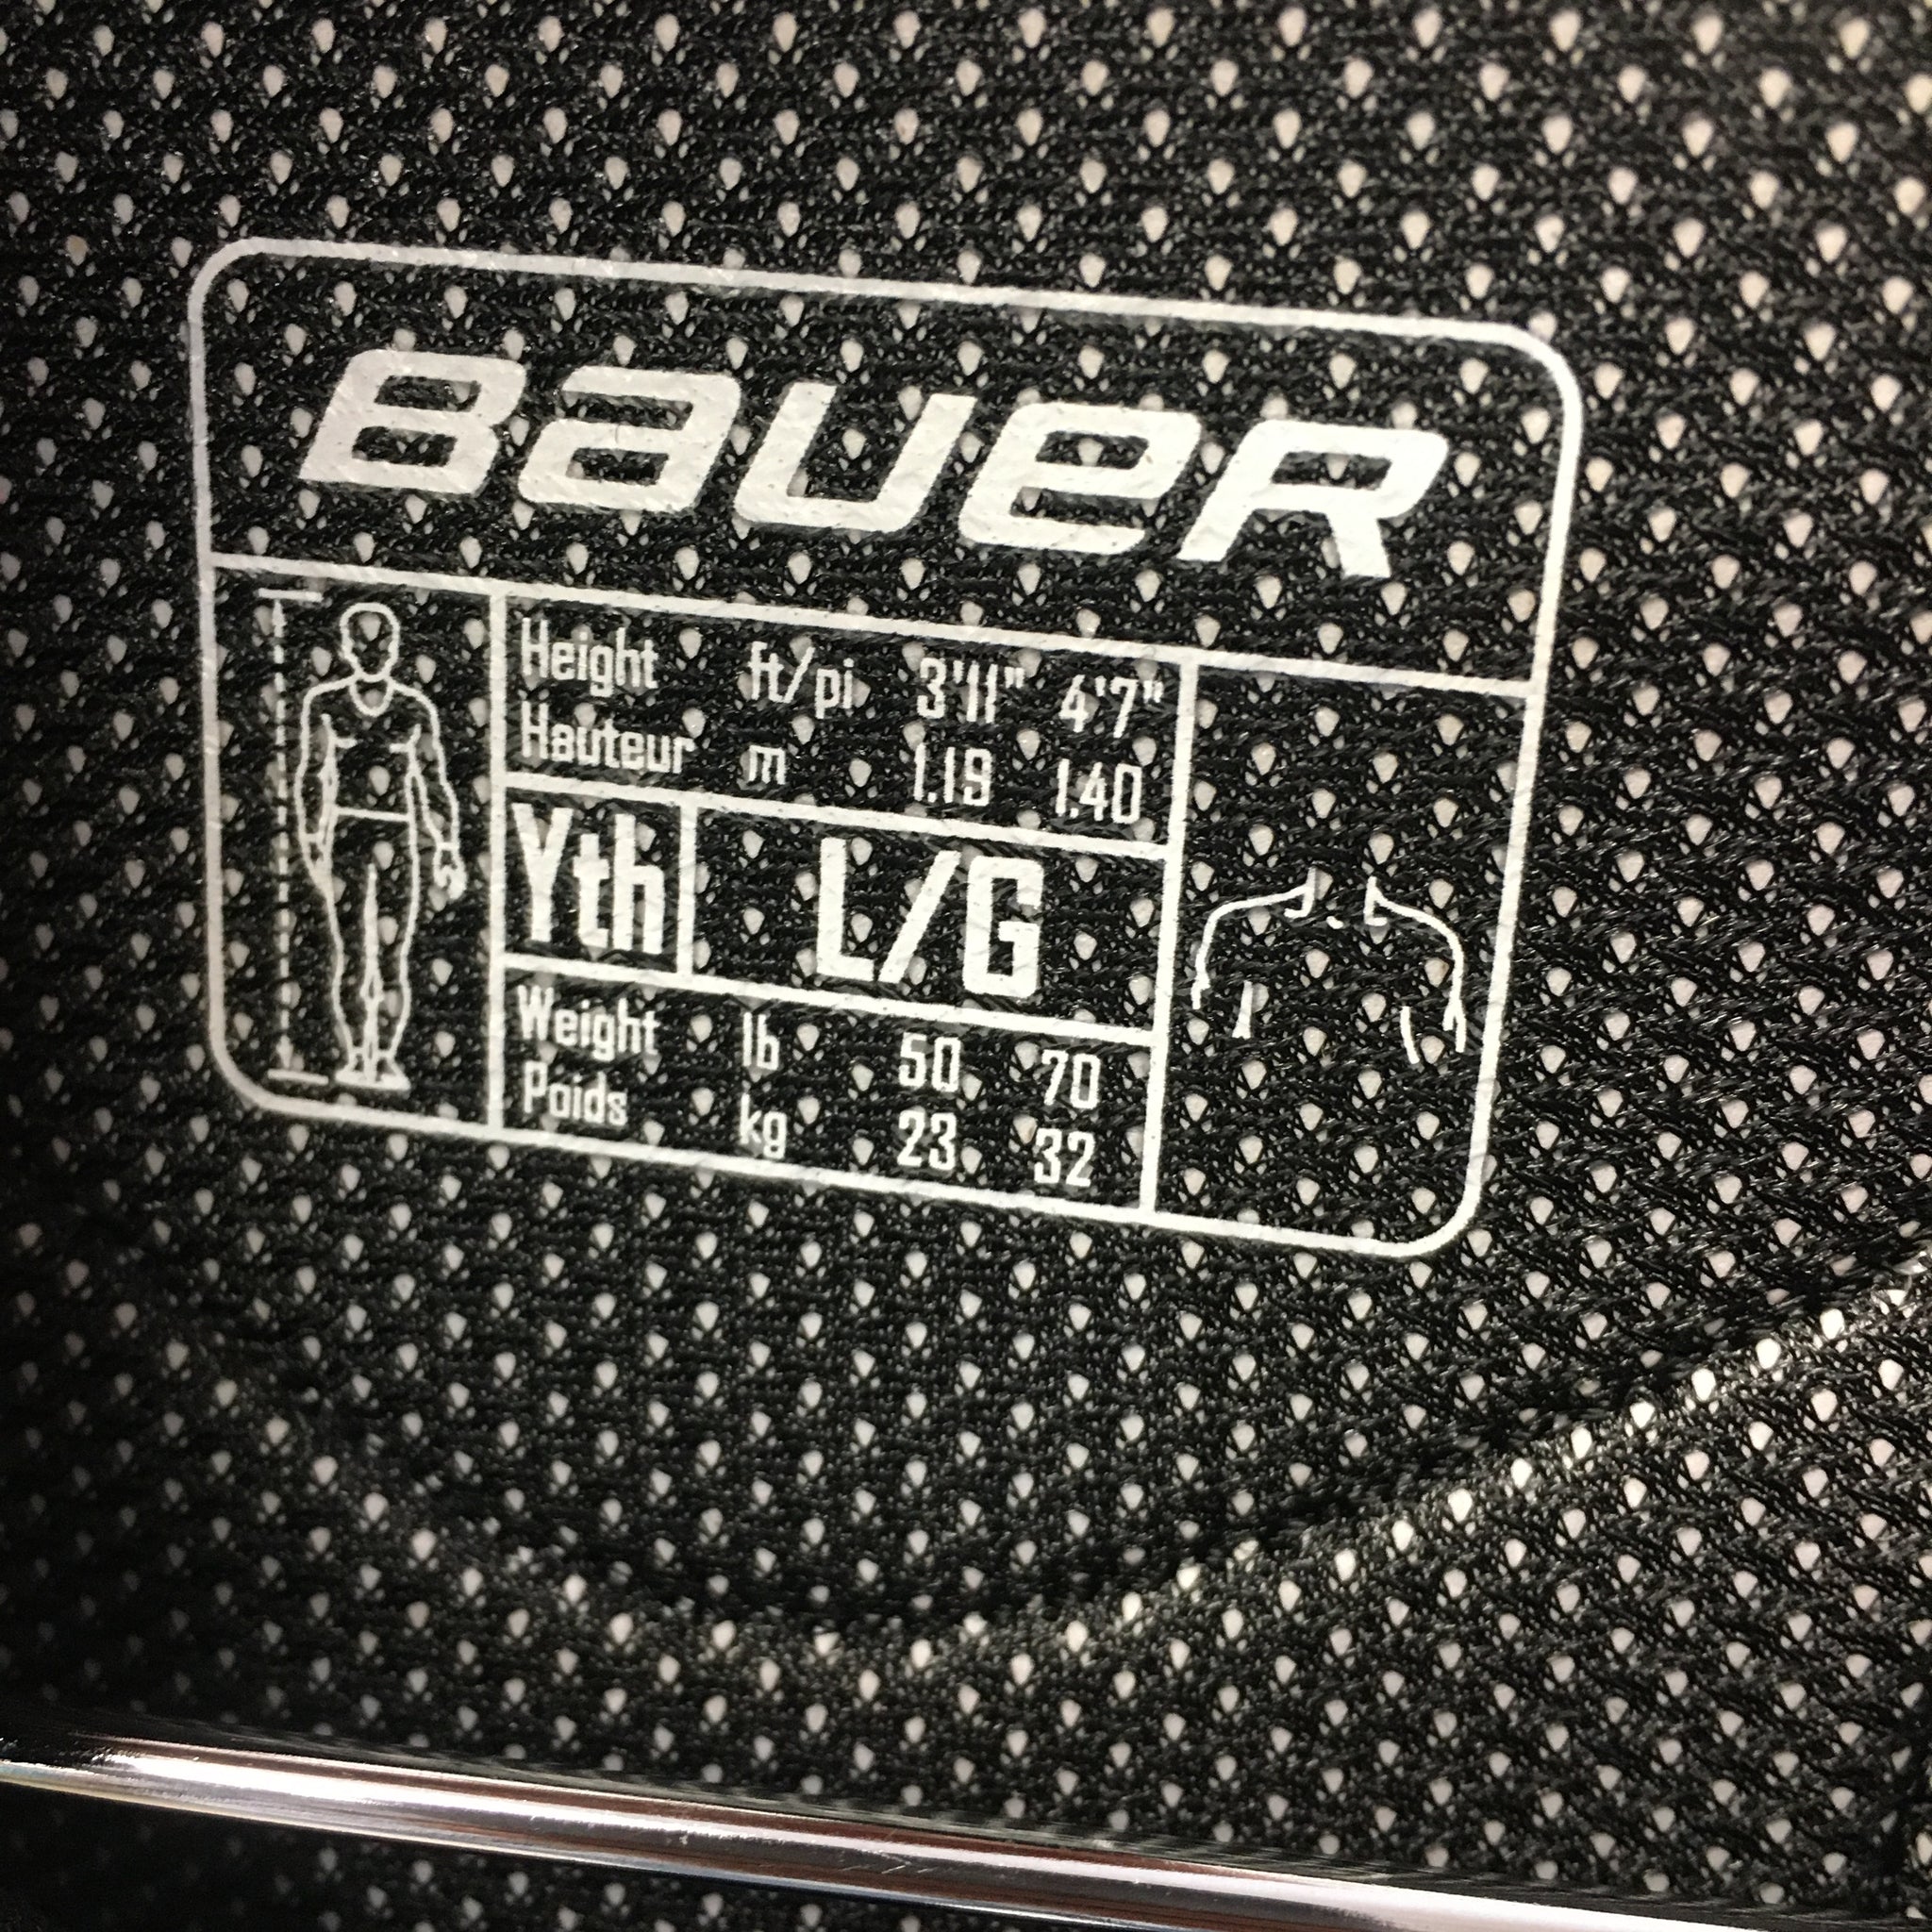 BaueR
Height ft/pi 3'11" 4'7"
Hauteur m 1.19 1.40
Yth L/G
Weight lb 50 70
Poids kg 23 32